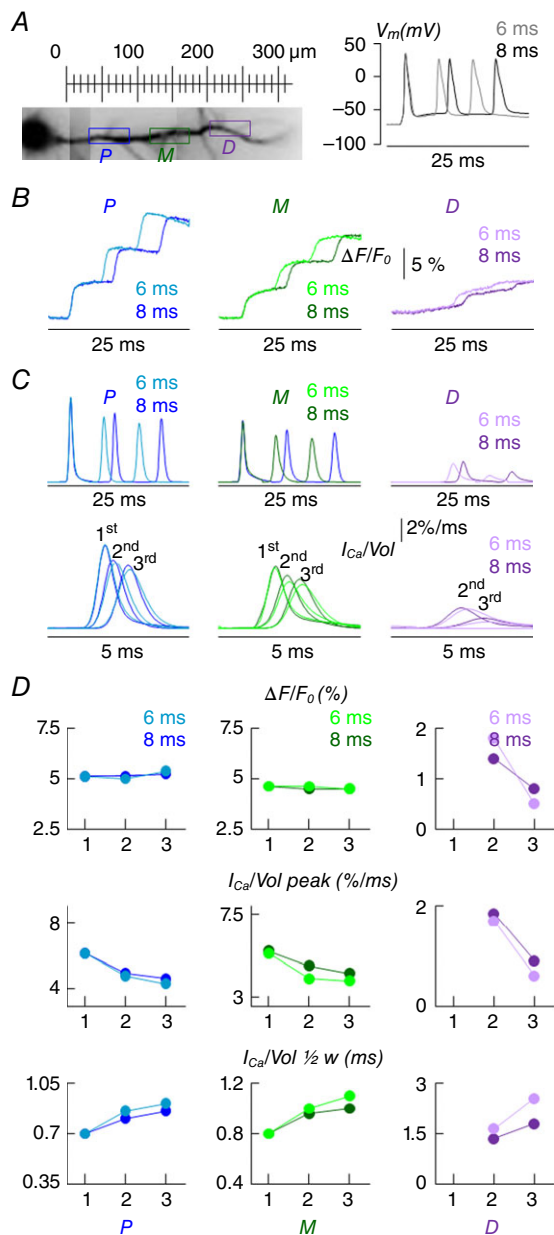 A
0 100 200 300 µm
P M D
Vm(mV)
6 ms
8 ms
50
0
−50
−100
25 ms
B
P M D
ΔF/F0 5 %
6 ms
8 ms
6 ms
8 ms
6 ms
8 ms
25 ms 25 ms 25 ms
C
P M D
6 ms 6 ms 6 ms
8 ms 8 ms 8 ms
25 ms 25 ms 25 ms
ICa/Vol 2%/ms
1st 2nd 3rd
1st 2nd 3rd
6 ms
8 ms
2nd 3rd
5 ms 5 ms 5 ms
D
ΔF/F0 (%)
6 ms 6 ms 6 ms
8 ms 8 ms 8 ms
7.5 7.5 2
5 5 1
2.5 2.5 0
1 2 3 1 2 3 1 2 3
ICa/Vol peak (%/ms)
8 7.5 2
4 3 0
1 2 3 1 2 3 1 2 3
ICa/Vol ½ w (ms)
1.05 1.2 3
0.7 0.8 1.5
0.35 0.4 0
1 2 3 1 2 3 1 2 3
P M D